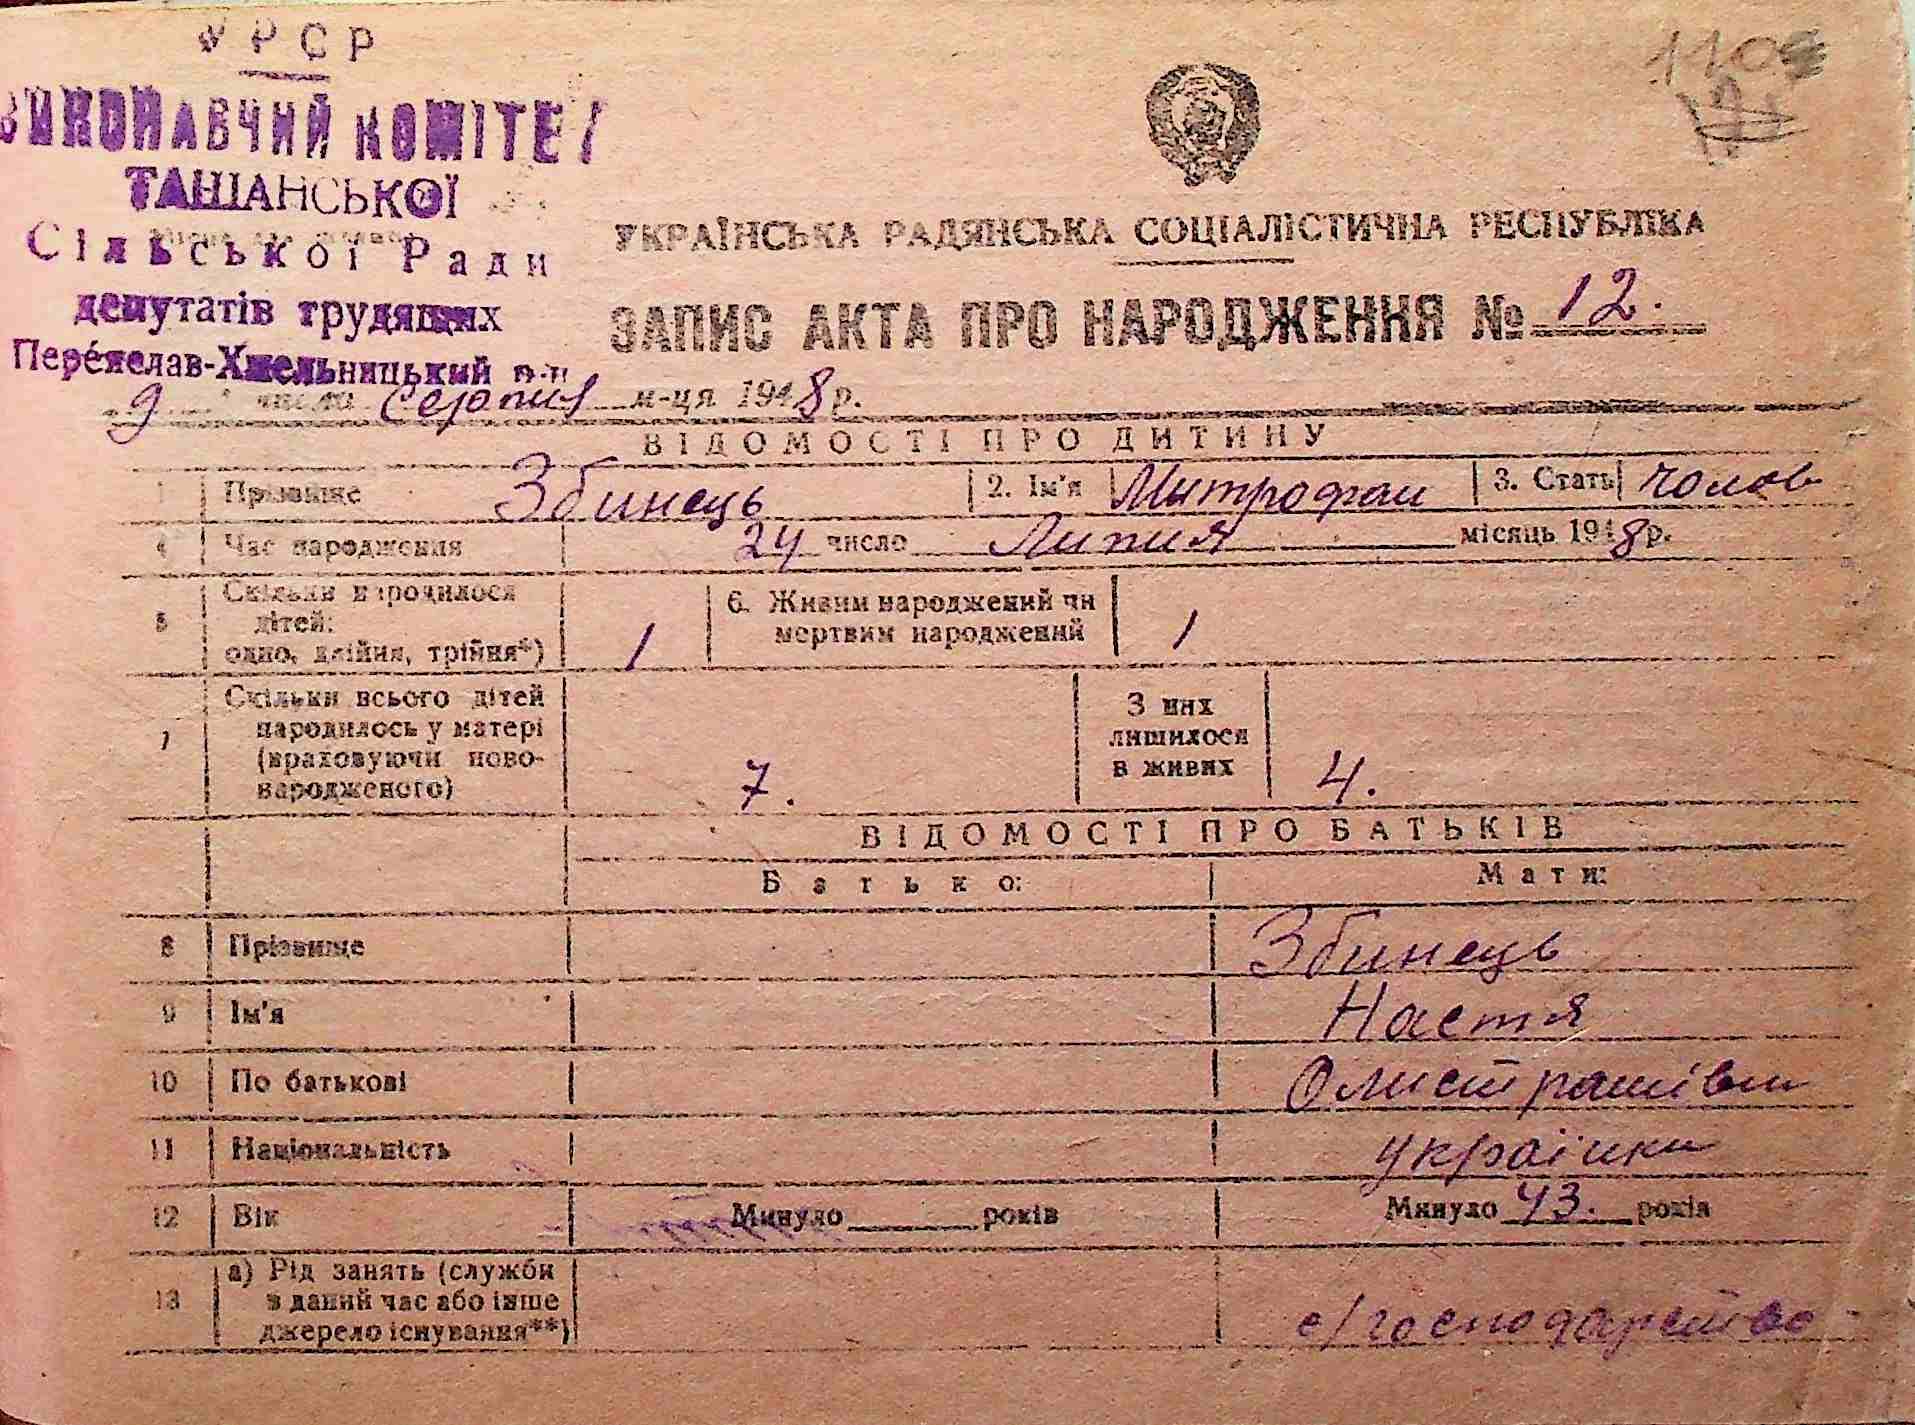 УРСР
ВИКОНАВЧИЙ КОМІТЕТ
ТАШАНСЬКОЇ
Сільської Ради
депутатів трудящих
Переяслав-Хмельницький р-н
110
УКРАЇНСЬКА РАДЯНСЬКА СОЦІАЛІСТИЧНА РЕСПУБЛІКА
ЗАПИС АКТА ПРО НАРОДЖЕННЯ № 12.
9 число Серпня м-ця 1948 р.
ВІДОМОСТІ ПРО ДИТИНУ
1 Прізвище Збинець 2. Ім'я Митрофан 3. Стать чолов
4 Час народження 24 число Липня місяць 1948 р.
5 Скільки народилося
дітей:
одно, двійня, трійня*) 1
6. Живим народжений чи
мертвим народжений 1
7 Скільки всього дітей
народилось у матері
(враховуючи ново-
народженого) 7.
З них
лишилося
в живих 4.
ВІДОМОСТІ ПРО БАТЬКІВ
Батько: Мати:
8 Прізвище Збинець
9 Ім'я Настя
10 По батькові
11 Національність українка
12 Вік Минуло років Минуло 43. років
13 а) Рід занять (служби
в даний час або інше
джерело існування**) с/господарство